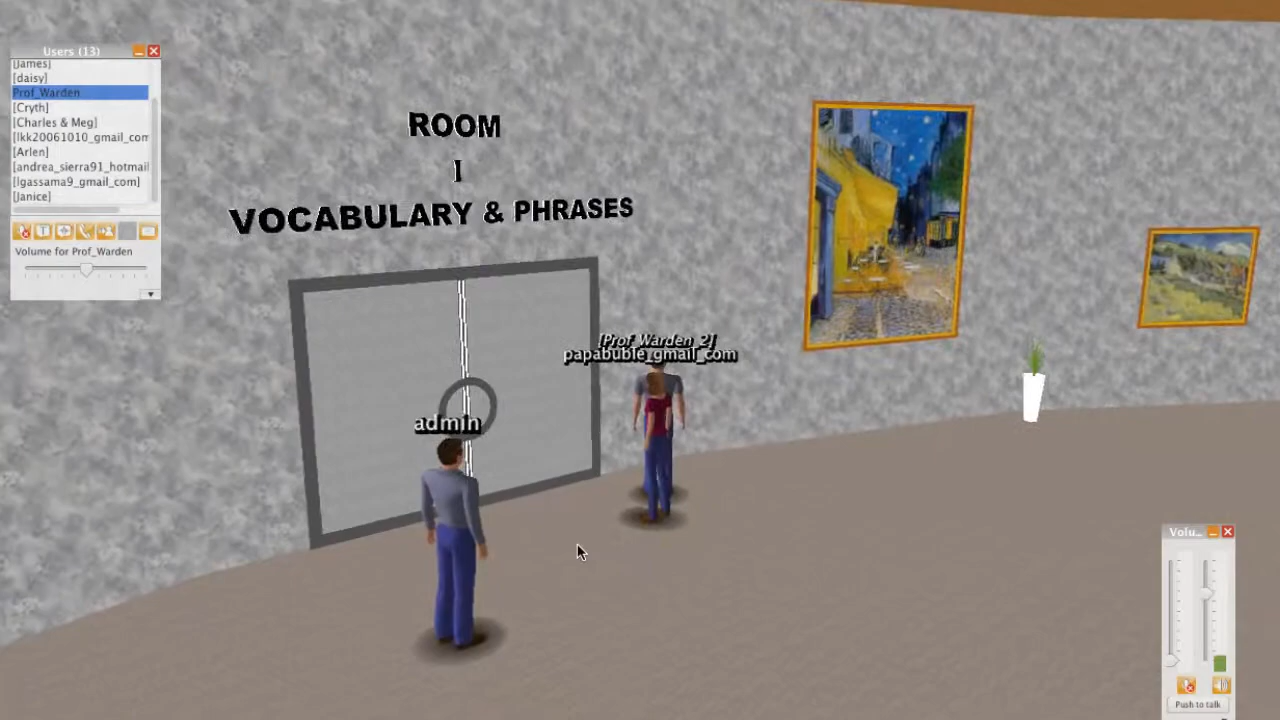 Users (13)
[James]
[daisy]
Prof_Warden
[Cryth]
[Charles & Meg]
[lkk20061010_gmail_com
[Arlen]
[andrea_sierra91_hotmail
[lgassama9_gmail_com]
[Janice]
Volume for Prof_Warden
ROOM
I
VOCABULARY & PHRASES
[Prof_Warden_2]
papabuble_gmail_com
admin
Volu...
Push to talk